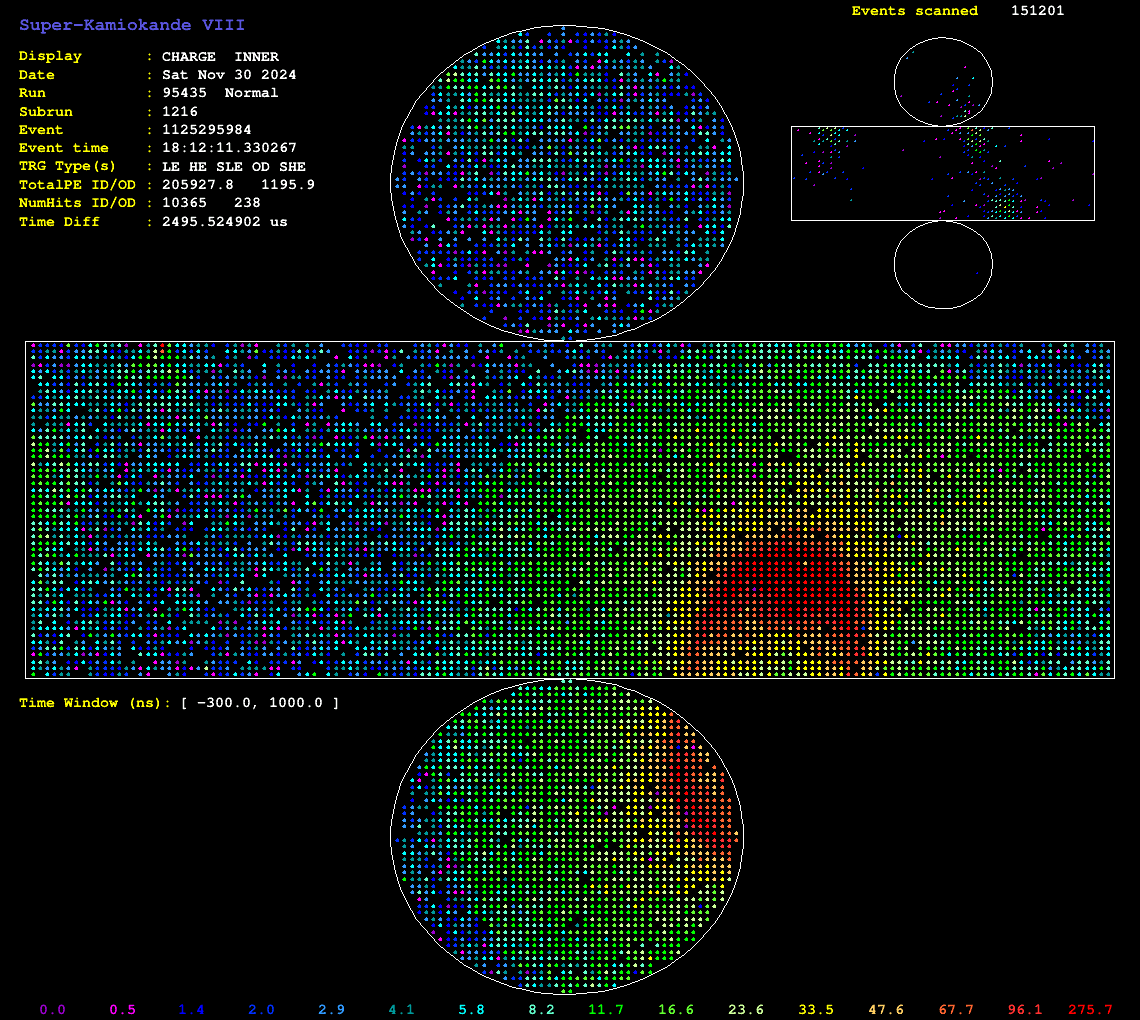 Super-Kamiokande VIII
Events scanned 151201
Display : CHARGE INNER
Date : Sat Nov 30 2024
Run : 95435 Normal
Subrun : 1216
Event : 1125295984
Event time : 18:12:11.330267
TRG Type(s) : LE HE SLE OD SHE
TotalPE ID/OD : 205927.8 1195.9
NumHits ID/OD : 10365 238
Time Diff : 2495.524902 us
Time Window (ns): [ -300.0, 1000.0 ]
0.0 0.5 1.4 2.0 2.9 4.1 5.8 8.2 11.7 16.6 23.6 33.5 47.6 67.7 96.1 275.7